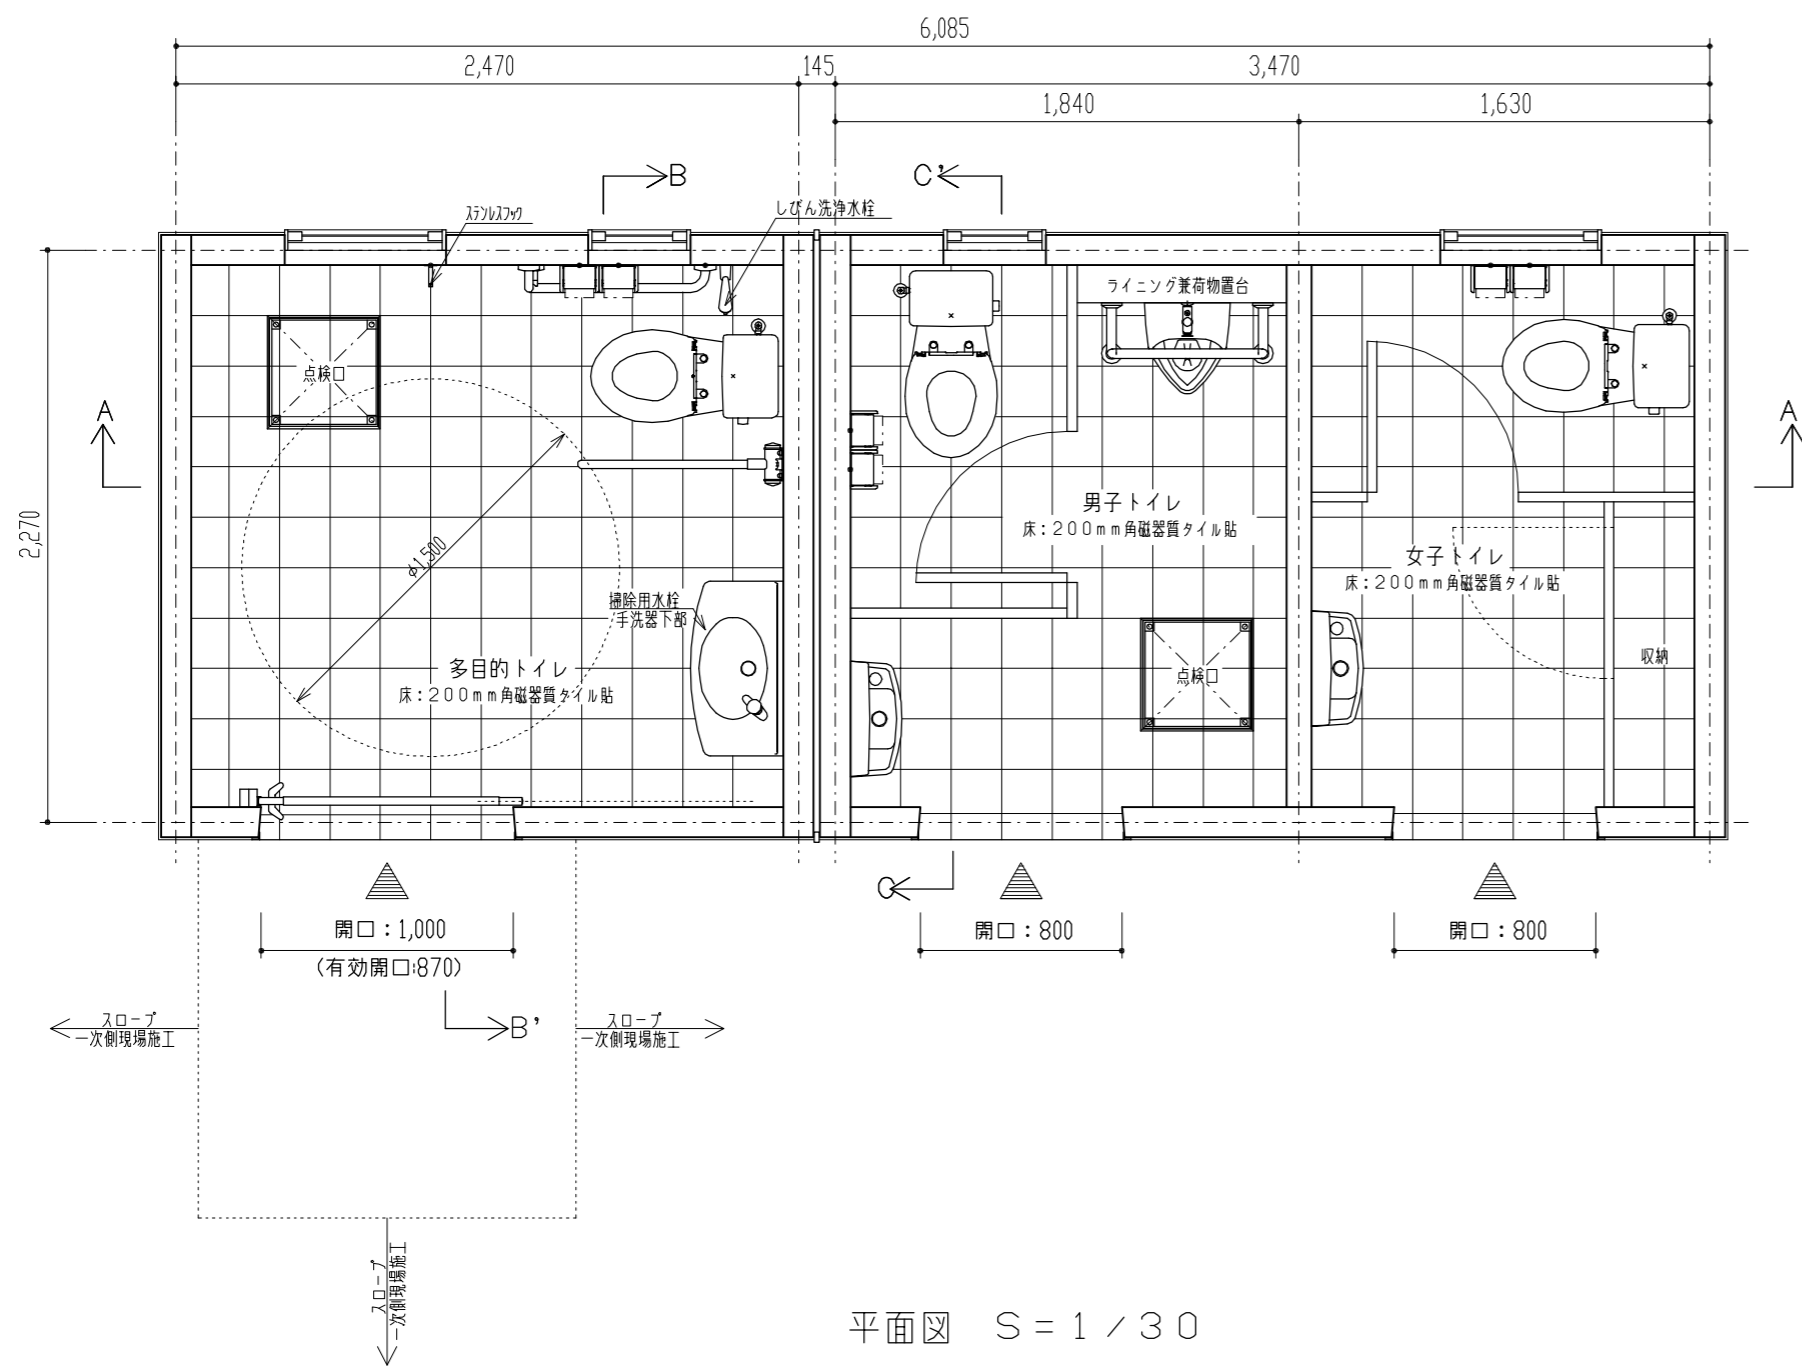 6,085
2,470
145
3,470
1,840
1,630
B
C'
ステンレスフック
しびん洗浄水栓
ライニング兼荷物置台
点検口
A
A
2,270
φ1,500
男子トイレ
床：200mm角磁器質タイル貼
女子トイレ
床：200mm角磁器質タイル貼
掃除用水栓
手洗器下部
多目的トイレ
床：200mm角磁器質タイル貼
点検口
収納
C
開口：1,000
(有効開口:870)
開口：800
開口：800
スロープ
一次側現場施工
B'
スロープ
一次側現場施工
スロープ
一次側現場施工
平面図 S=1/30